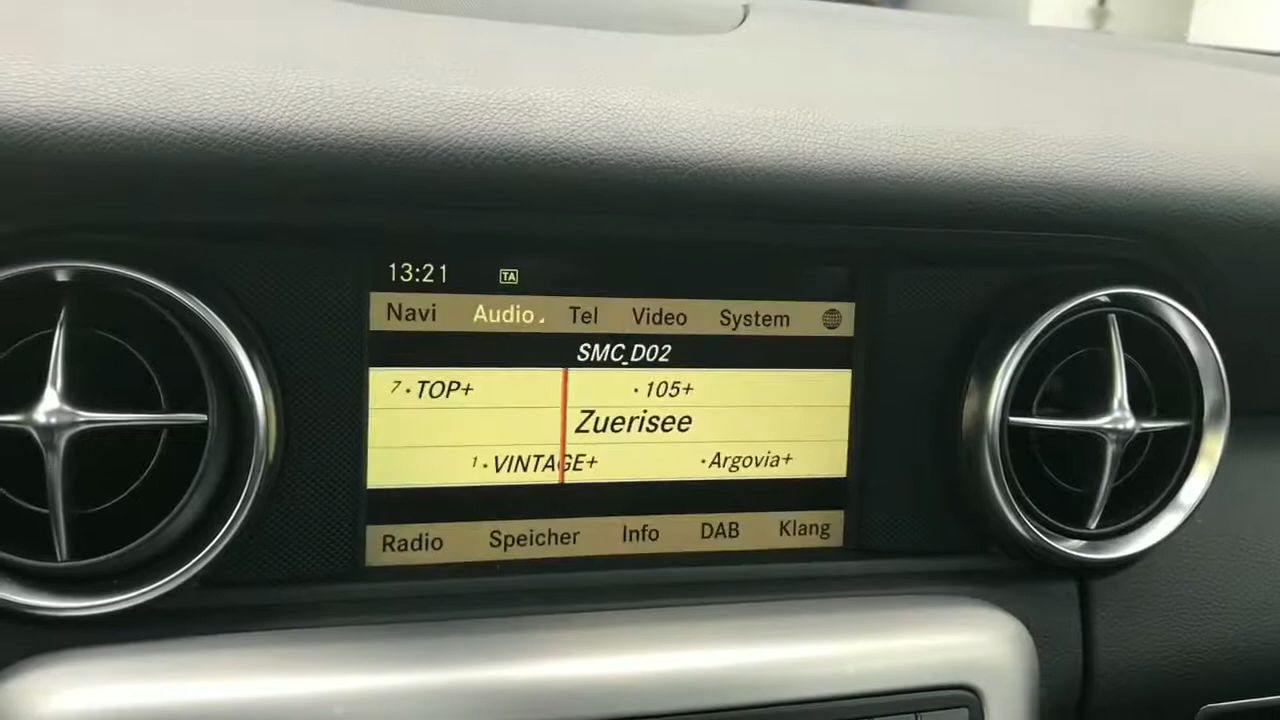 13:21 TA
Navi Audio Tel Video System
SMC_D02
7 · TOP+ · 105+
Zuerisee
1 · VINTAGE+ · Argovia+
Radio Speicher Info DAB Klang